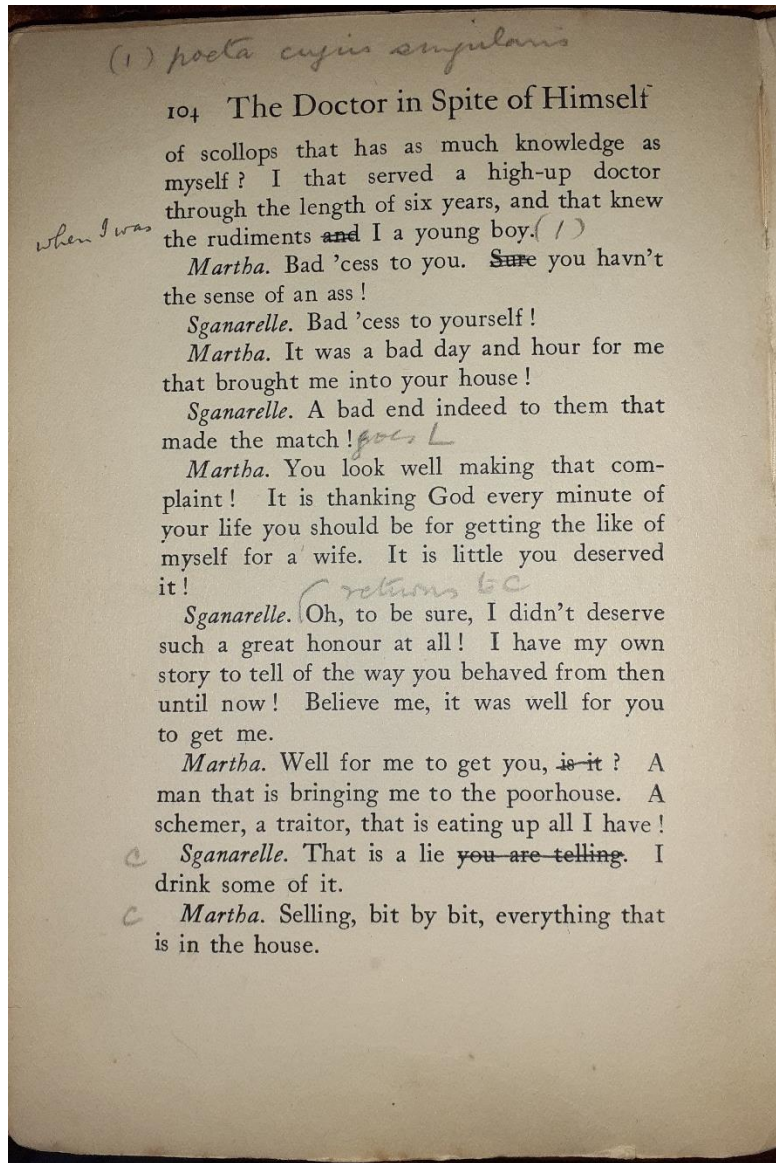 (1) poeta cujus singularis
104 The Doctor in Spite of Himself
of scollops that has as much knowledge as
myself ? I that served a high-up doctor
through the length of six years, and that knew
when I was the rudiments and I a young boy. (1)
Martha. Bad 'cess to you. Sure you havn't
the sense of an ass !
Sganarelle. Bad 'cess to yourself !
Martha. It was a bad day and hour for me
that brought me into your house !
Sganarelle. A bad end indeed to them that
made the match ! goes L
Martha. You look well making that com-
plaint ! It is thanking God every minute of
your life you should be for getting the like of
myself for a wife. It is little you deserved
it !
returns to C
Sganarelle. Oh, to be sure, I didn't deserve
such a great honour at all ! I have my own
story to tell of the way you behaved from then
until now ! Believe me, it was well for you
to get me.
Martha. Well for me to get you, is it ? A
man that is bringing me to the poorhouse. A
schemer, a traitor, that is eating up all I have !
C Sganarelle. That is a lie you are telling. I
drink some of it.
C Martha. Selling, bit by bit, everything that
is in the house.